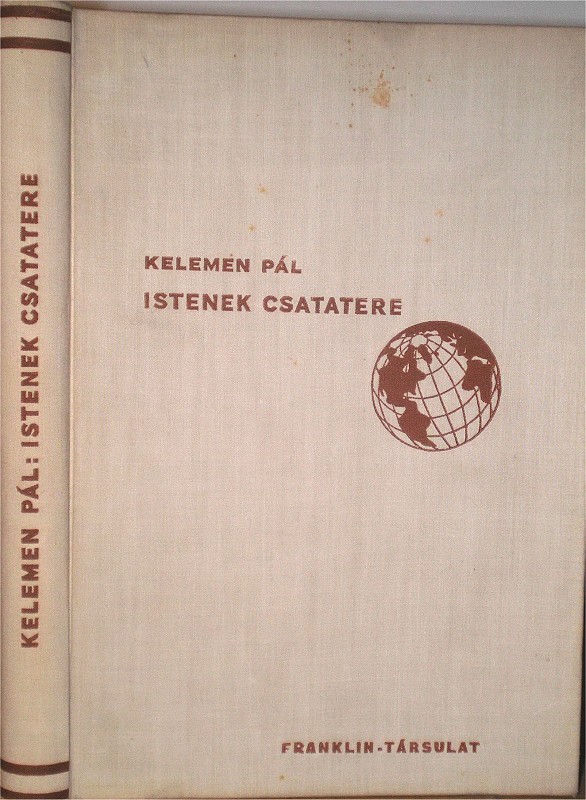 KELEMEN PÁL: ISTENEK CSATATERE
KELEMEN PÁL
ISTENEK CSATATERE
FRANKLIN-TÁRSULAT